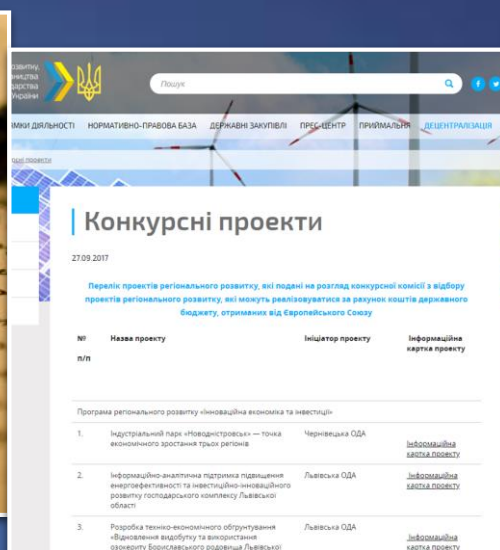 озвитку,
ництва
дарства
України
Пошук
ЯМКИ ДІЯЛЬНОСТІ НОРМАТИВНО-ПРАВОВА БАЗА ДЕРЖАВНІ ЗАКУПІВЛІ ПРЕС-ЦЕНТР ПРИЙМАЛЬНЯ ДЕЦЕНТРАЛІЗАЦІЯ
Конкурсні проекти
27.09.2017
Перелік проектів регіонального розвитку, які подані на розгляд конкурсної комісії з відбору
проектів регіонального розвитку, які можуть реалізовуватися за рахунок коштів державного
бюджету, отриманих від Європейського Союзу
№ Назва проекту Ініціатор проекту Інформаційна
п/п картка проекту
Програма регіонального розвитку «Інноваційна економіка та інвестиції»
1. Індустріальний парк «Новодністровськ» — точка Чернівецька ОДА
економічного зростання трьох регіонів Інформаційна
картка проекту
2. Інформаційно-аналітична підтримка підвищення Львівська ОДА Інформаційна
енергоефективності та інвестиційно-інноваційного картка проекту
розвитку господарського комплексу Львівської
області
3. Розробка техніко-економічного обґрунтування Львівська ОДА
«Відновлення видобутку та використання Інформаційна
озокериту Бориславського родовища Львівської картка проекту